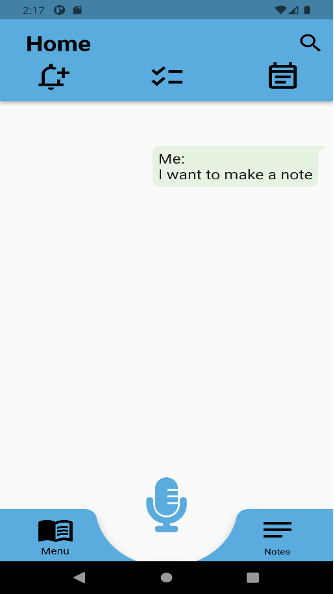 2:17
Home
Me:
I want to make a note
Menu
Notes